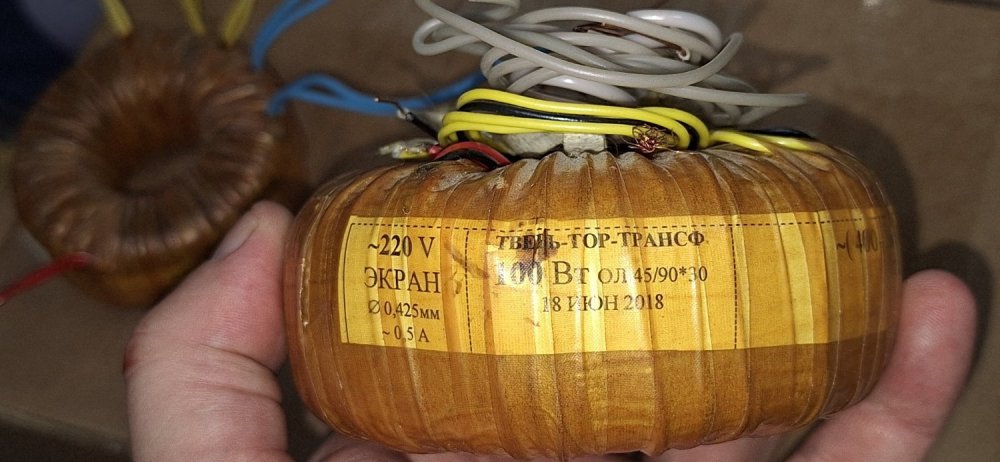 ~220 V
ЭКРАН
Ø 0,425мм
~ 0,5 А
ТВЕРЬ-ТОР-ТРАНСФ
100 Вт ОЛ 45/90*30
18 ИЮН 2018